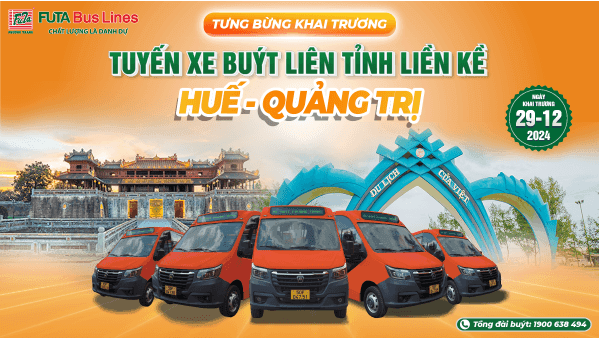 FUTA Bus Lines
PHƯƠNG TRANG
CHẤT LƯỢNG LÀ DANH DỰ
TƯNG BỪNG KHAI TRƯƠNG
TUYẾN XE BUÝT LIÊN TỈNH LIỀN KỀ
HUẾ - QUẢNG TRỊ
NGÀY
KHAI TRƯƠNG
29-12
2024
DU LỊCH
CỬA VIỆT
Tổng đài buýt: 1900 638 494